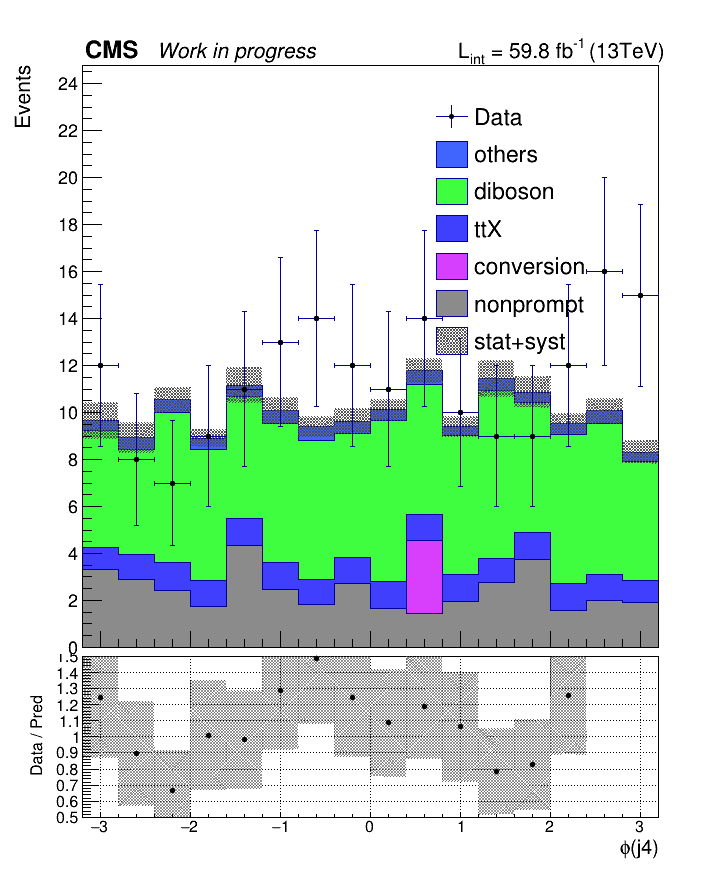 CMS Work in progress L_int = 59.8 fb^-1 (13TeV)
Events
24
22
20
18
16
14
12
10
8
6
4
2
0
Data
others
diboson
ttX
conversion
nonprompt
stat+syst
Data / Pred
1.5
1.4
1.3
1.2
1.1
1
0.9
0.8
0.7
0.6
0.5
−3 −2 −1 0 1 2 3
ϕ(j4)